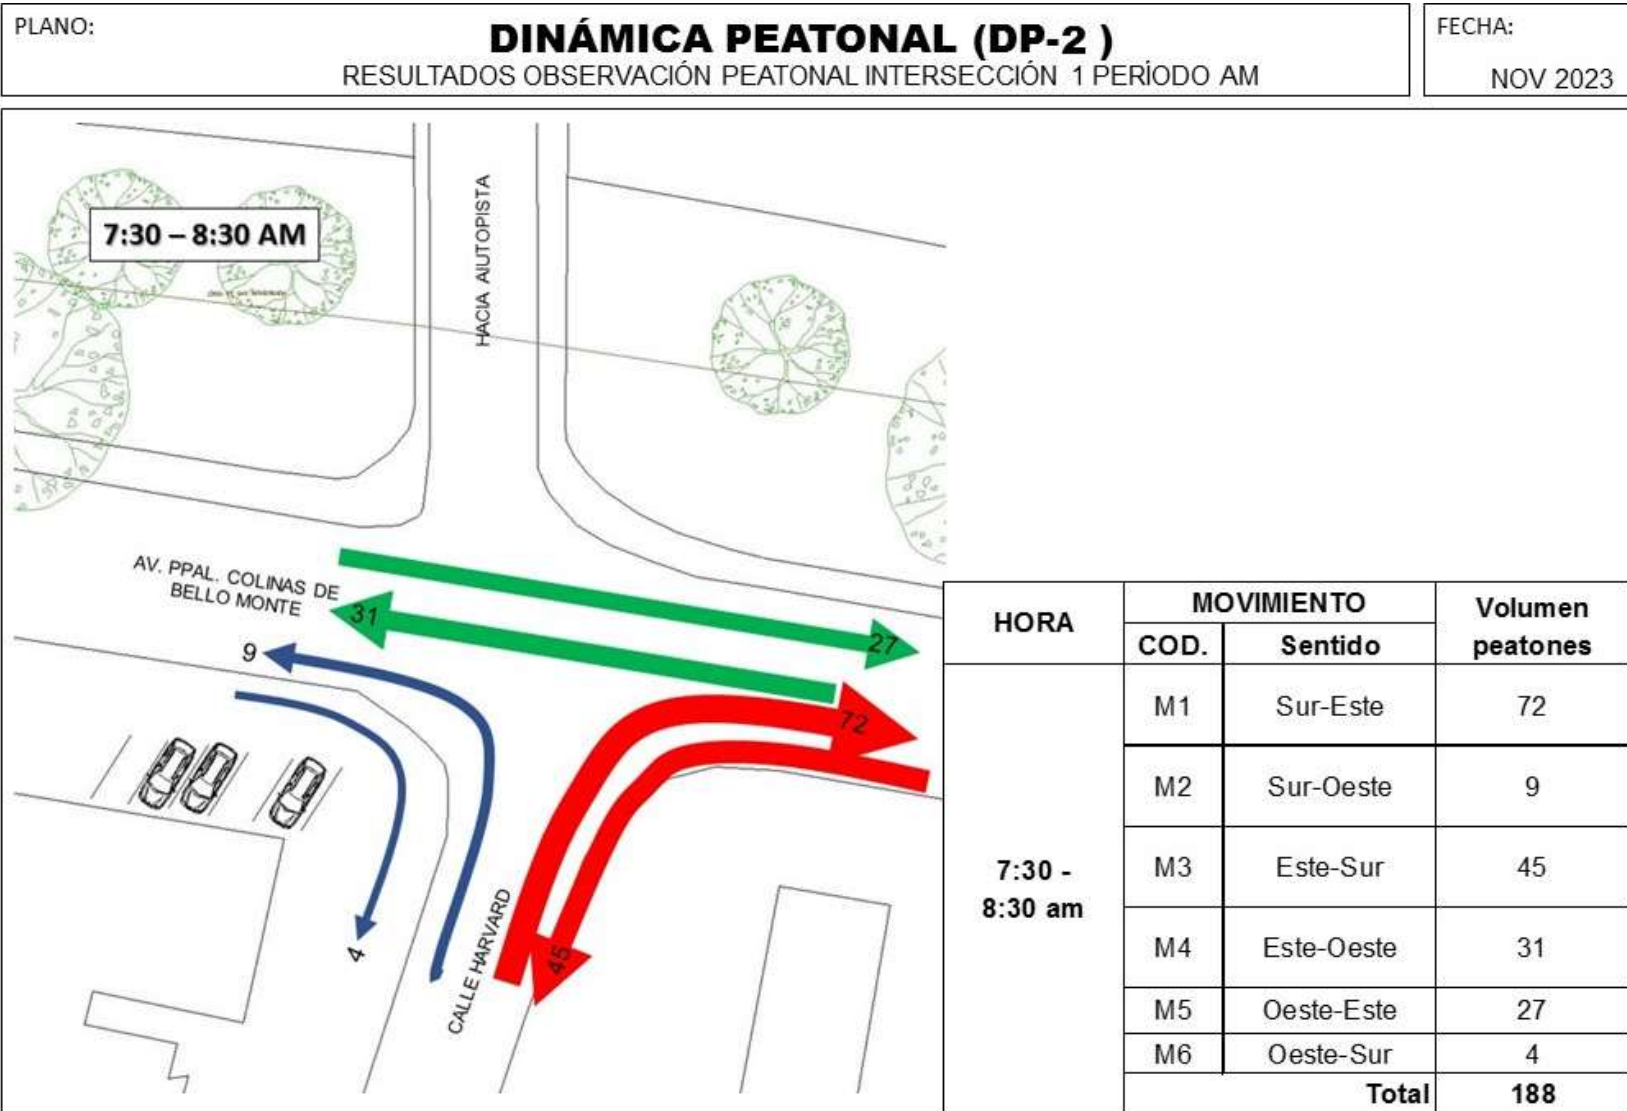 PLANO:
DINÁMICA PEATONAL (DP-2 )
RESULTADOS OBSERVACIÓN PEATONAL INTERSECCIÓN 1 PERÍODO AM
FECHA:
NOV 2023
7:30 – 8:30 AM
HACIA AIUTOPISTA
AV. PPAL. COLINAS DE
BELLO MONTE
31
27
9
72
4
45
CALLE HARVARD
HORA
MOVIMIENTO
Volumen
peatones
COD.
Sentido
7:30 -
8:30 am
M1 Sur-Este 72
M2 Sur-Oeste 9
M3 Este-Sur 45
M4 Este-Oeste 31
M5 Oeste-Este 27
M6 Oeste-Sur 4
Total 188